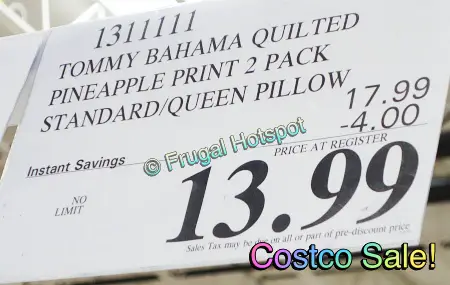 1311111
TOMMY BAHAMA QUILTED
PINEAPPLE PRINT 2 PACK
STANDARD/QUEEN PILLOW
17.99
Instant Savings -4.00
© Frugal Hotspot
PRICE AT REGISTER
NO
LIMIT
13.99
Sales Tax may be due on all or part of pre-discount price
Costco Sale!